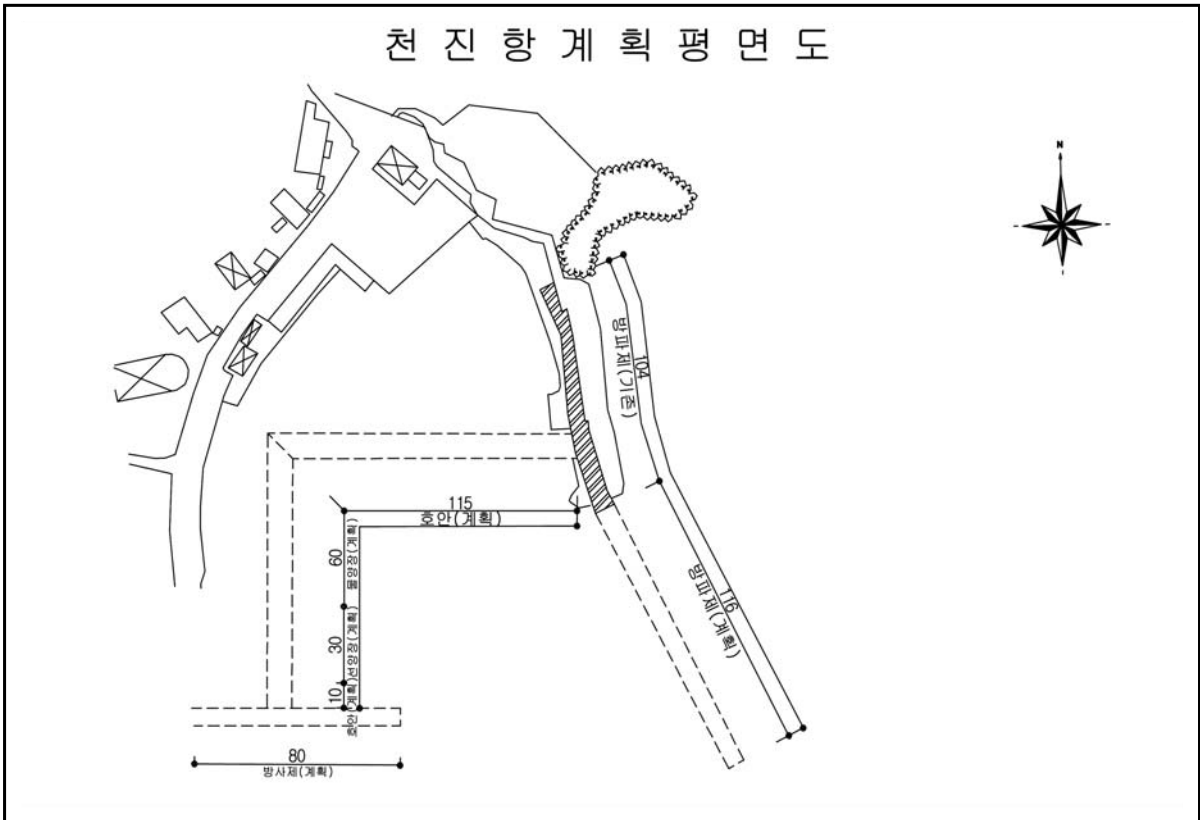 천 진 항 계 획 평 면 도
N
104
방파제(기존)
115
호안(계획)
60
물양장(계획)
116
방파제(계획)
30
선양장(계획)
10
호안(계획)
80
방사제(계획)